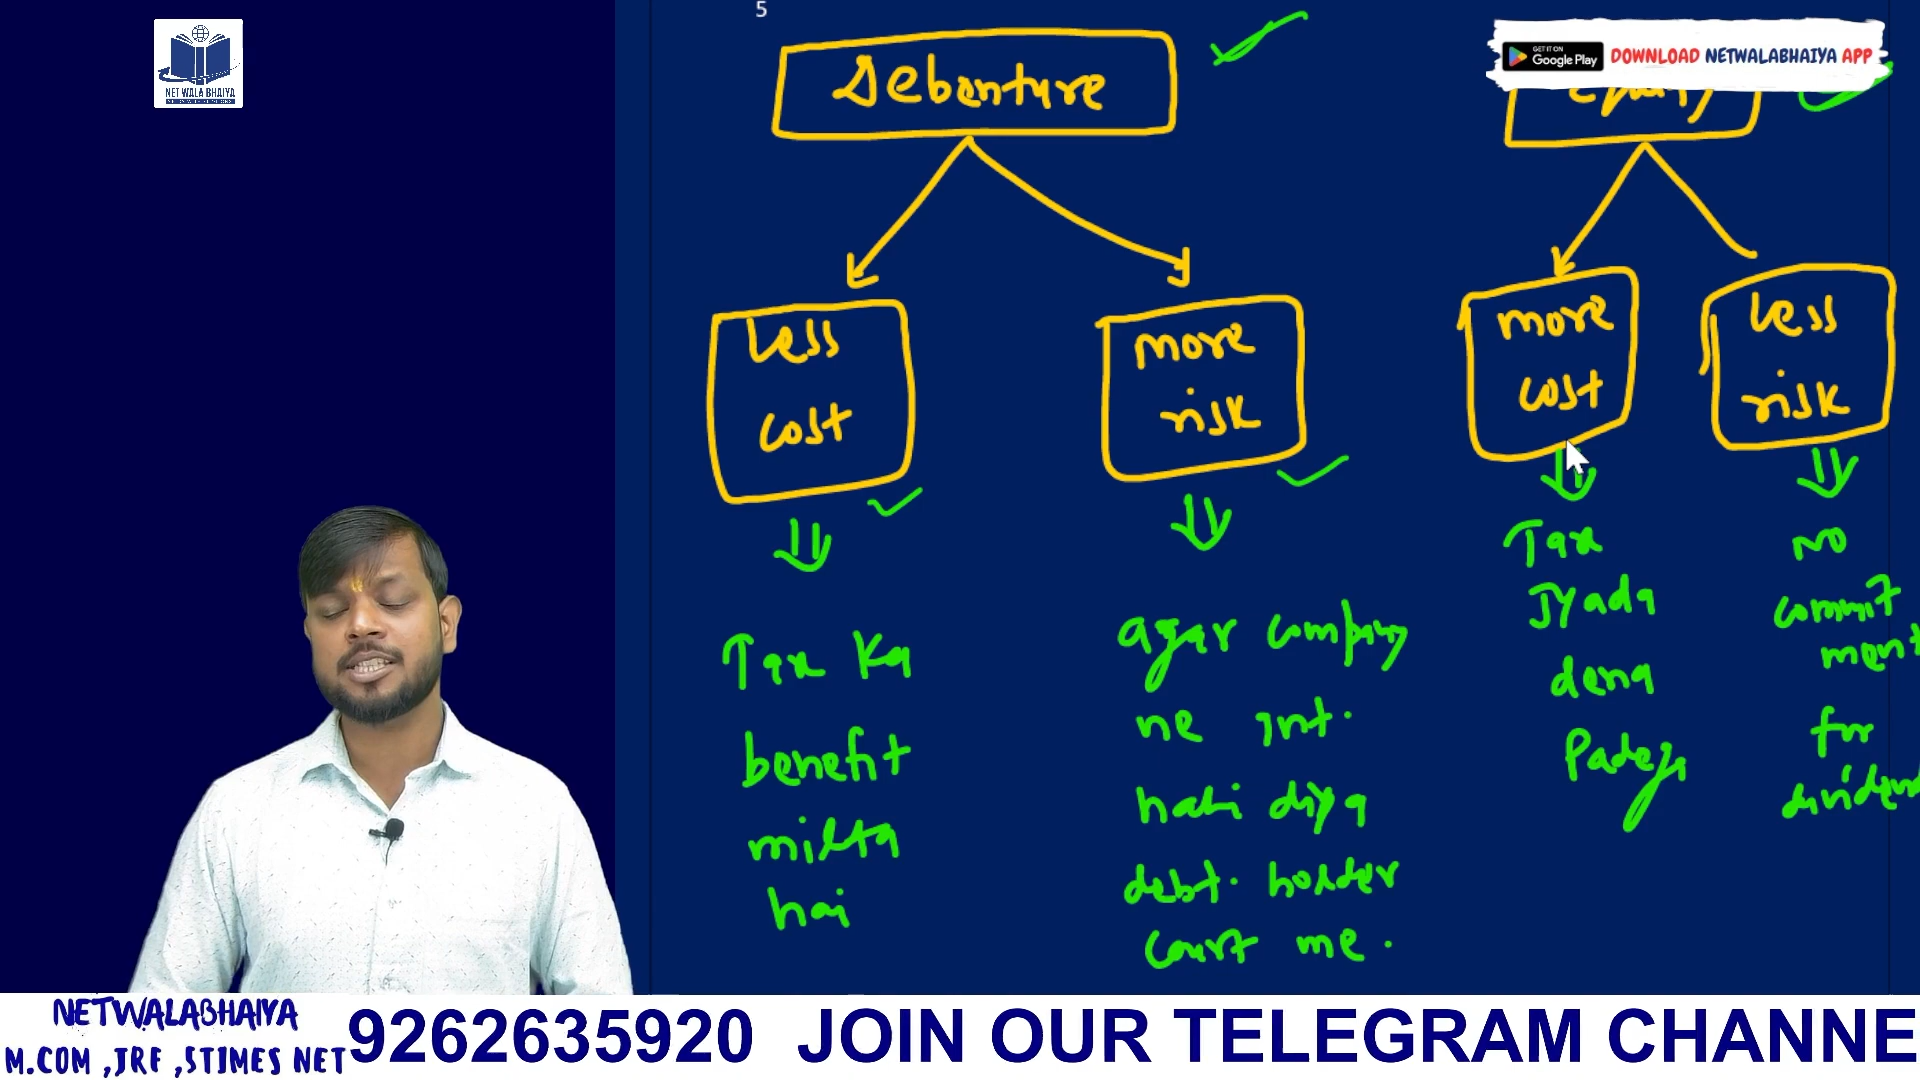 5
NET WALA BHAIYA
GET IT ON
Google Play
DOWNLOAD NETWALABHAIYA APP
Debenture
Less
cost
more
risk
more
cost
Less
risk
Tax Ka
benefit
milta
hai
agar company
ne int.
nahi diya
debt. holder
court me.
Tax
Jyada
dena
Padega
No
commit
ment
for
dividend
NETWALABHAIYA
M.COM ,JRF ,5TIMES NET
9262635920 JOIN OUR TELEGRAM CHANNE